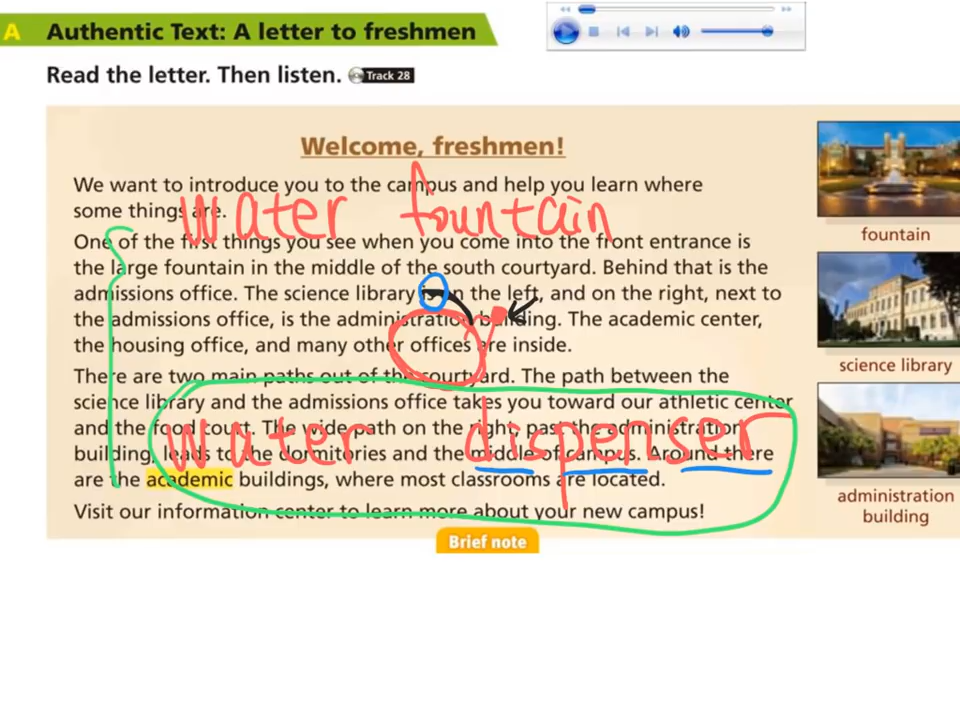 A Authentic Text: A letter to freshmen
Read the letter. Then listen. Track 28
Welcome, freshmen!
We want to introduce you to the campus and help you learn where
some things are.
water fountain
One of the first things you see when you come into the front entrance is
the large fountain in the middle of the south courtyard. Behind that is the
admissions office. The science library is on the left, and on the right, next to
the admissions office, is the administration building. The academic center,
the housing office, and many other offices are inside.
There are two main paths out of the courtyard. The path between the
science library and the admissions office takes you toward our athletic center
and the food court. The wide path on the right, past the administration
water dispenser
building, leads to the dormitories and the middle of campus. Around there
are the academic buildings, where most classrooms are located.
Visit our information center to learn more about your new campus!
Brief note
fountain
science library
administration
building